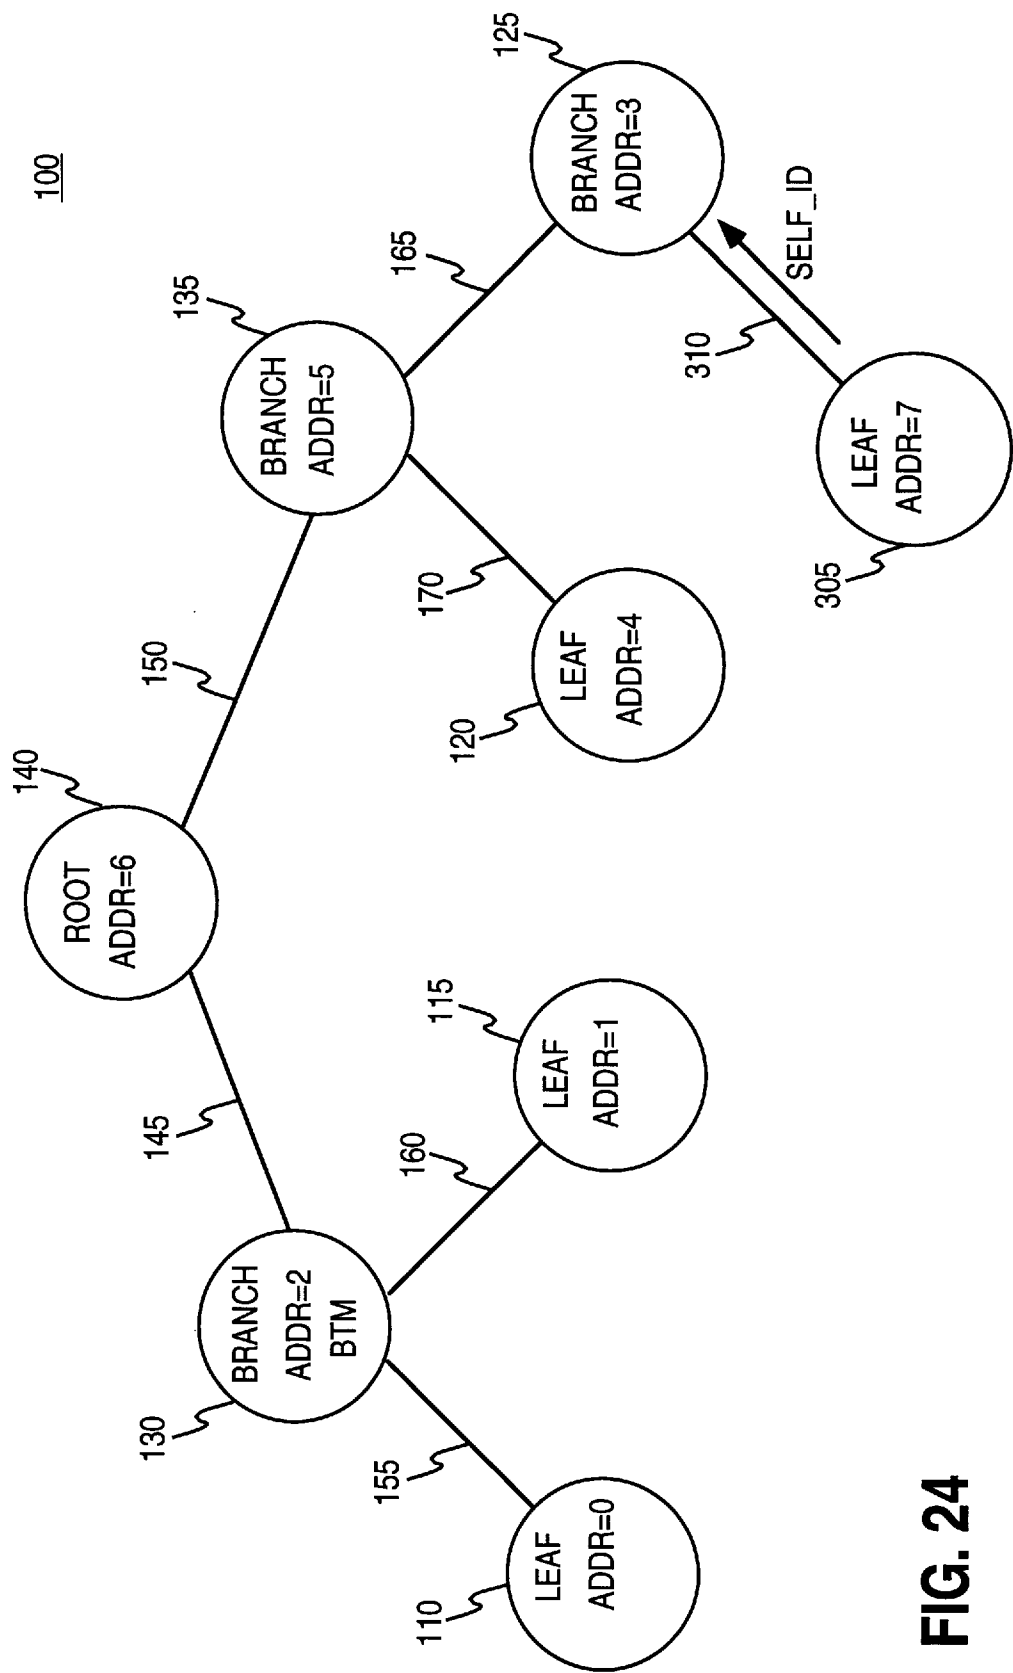 100
140
ROOT
ADDR=6
145
150
130
BRANCH
ADDR=2
BTM
135
BRANCH
ADDR=5
155
160
170
165
110
LEAF
ADDR=0
115
LEAF
ADDR=1
120
LEAF
ADDR=4
125
BRANCH
ADDR=3
310
SELF_ID
305
LEAF
ADDR=7
FIG. 24